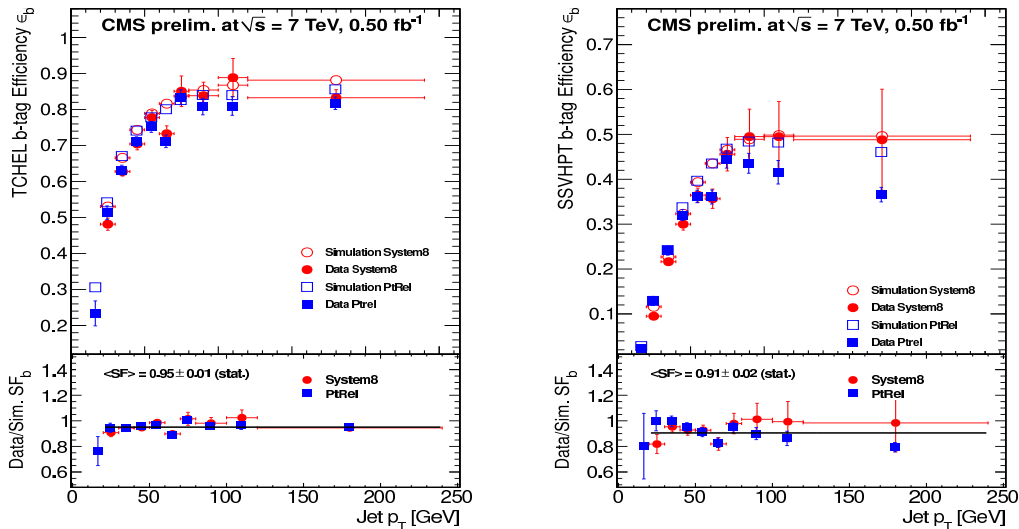 CMS prelim. at √s = 7 TeV, 0.50 fb⁻¹
TCHEL b-tag Efficiency ϵ_b
1
0.9
0.8
0.7
0.6
0.5
0.4
0.3
0.2
Simulation System8
Data System8
Simulation PtRel
Data Ptrel
Data/Sim. SF_b
1.4
1.2
1
0.8
0.6
<SF> = 0.95 ± 0.01 (stat.)
System8
PtRel
0 50 100 150 200 250
Jet p_T [GeV]
CMS prelim. at √s = 7 TeV, 0.50 fb⁻¹
SSVHPT b-tag Efficiency ϵ_b
0.7
0.6
0.5
0.4
0.3
0.2
0.1
Simulation System8
Data System8
Simulation PtRel
Data Ptrel
Data/Sim. SF_b
1.4
1.2
1
0.8
0.6
<SF> = 0.91 ± 0.02 (stat.)
System8
PtRel
0 50 100 150 200 250
Jet p_T [GeV]